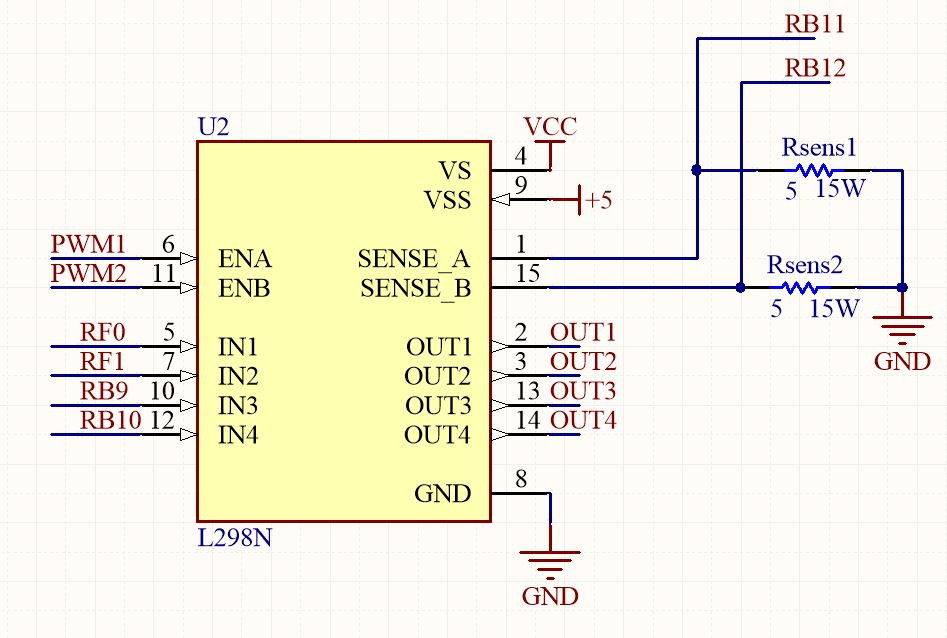 RB11
RB12
U2
VCC
Rsens1
5 15W
VS 4
VSS 9 +5
PWM1 6 ENA SENSE_A 1
PWM2 11 ENB SENSE_B 15
Rsens2
5 15W
RF0 5 IN1 OUT1 2 OUT1
RF1 7 IN2 OUT2 3 OUT2
RB9 10 IN3 OUT3 13 OUT3
RB10 12 IN4 OUT4 14 OUT4
GND
GND 8
L298N
GND